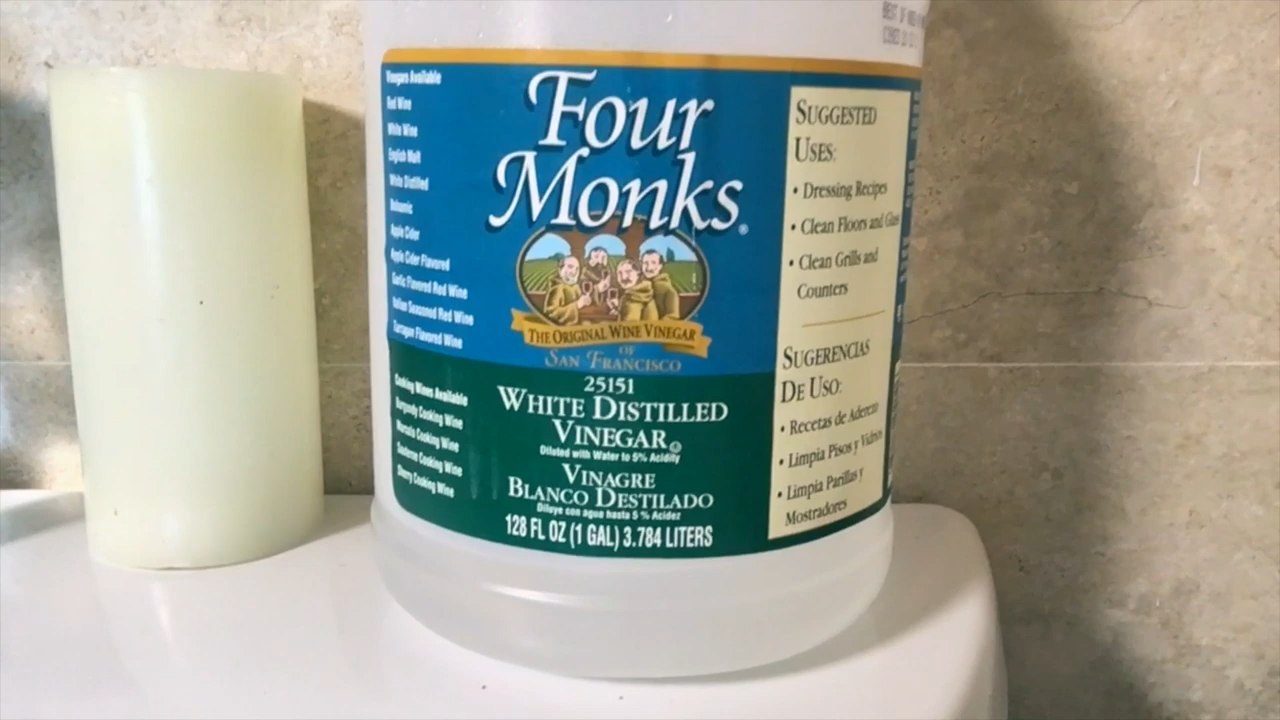 Vinegars Available
Red Wine
White Wine
English Malt
White Distilled
Balsamic
Apple Cider
Apple Cider Flavored
Garlic Flavored Red Wine
Italian Seasoned Red Wine
Tarragon Flavored Wine
Cooking Wines Available
Burgundy Cooking Wine
Marsala Cooking Wine
Sauterne Cooking Wine
Sherry Cooking Wine
Four
Monks®
THE ORIGINAL WINE VINEGAR
OF
SAN FRANCISCO
25151
WHITE DISTILLED
VINEGAR
Diluted with Water to 5% Acidity
VINAGRE
BLANCO DESTILADO
Diluye con agua hasta 5% Acidez
128 FL OZ (1 GAL) 3.784 LITERS
SUGGESTED
USES:
• Dressing Recipes
• Clean Floors and
• Clean Grills and
Counters
SUGERENCIAS
DE USO:
• Recetas de Aderezo
• Limpia Pisos y Vidrios
• Limpia Parillas y
Mostradores